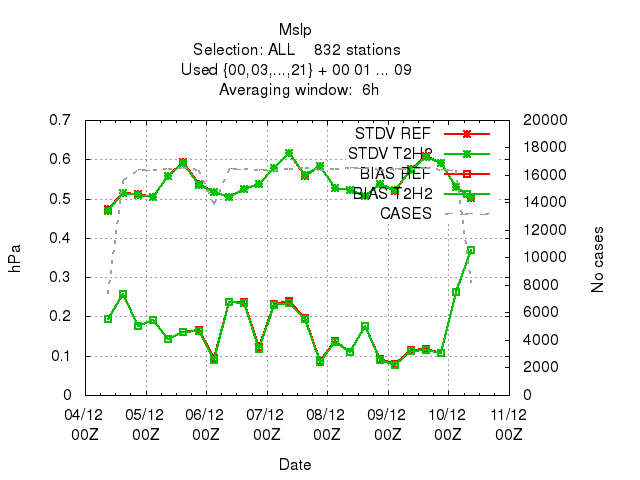 Mslp
Selection: ALL    832 stations
Used {00,03,...,21} + 00 01 ... 09
Averaging window:  6h
0.7
0.6
0.5
0.4
0.3
0.2
0.1
0
hPa
20000
18000
16000
14000
12000
10000
8000
6000
4000
2000
0
No cases
STDV REF
STDV T2H2
BIAS REF
BIAS T2H2
CASES
04/12 05/12 06/12 07/12 08/12 09/12 10/12 11/12
00Z 00Z 00Z 00Z 00Z 00Z 00Z 00Z
Date